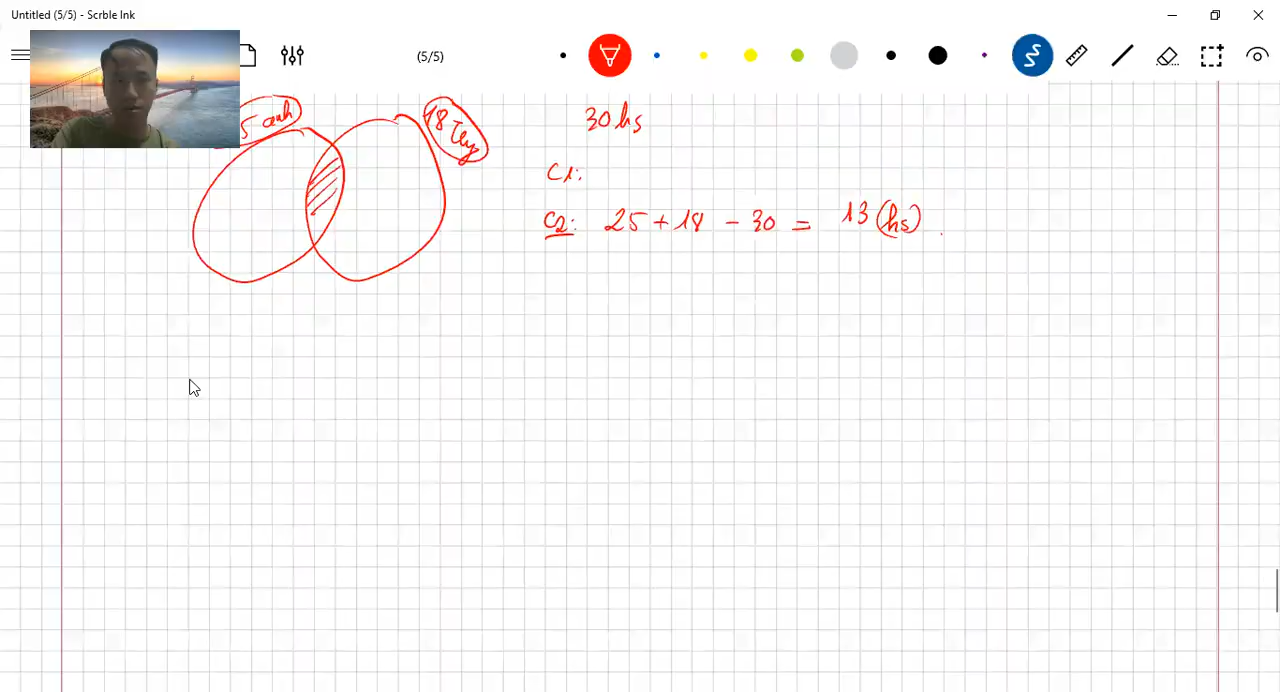 Untitled (5/5) - Scrble Ink
(5/5)
5 anh
18
30 hs
C1:
C2: 25 + 18 - 30 = 13 (hs).